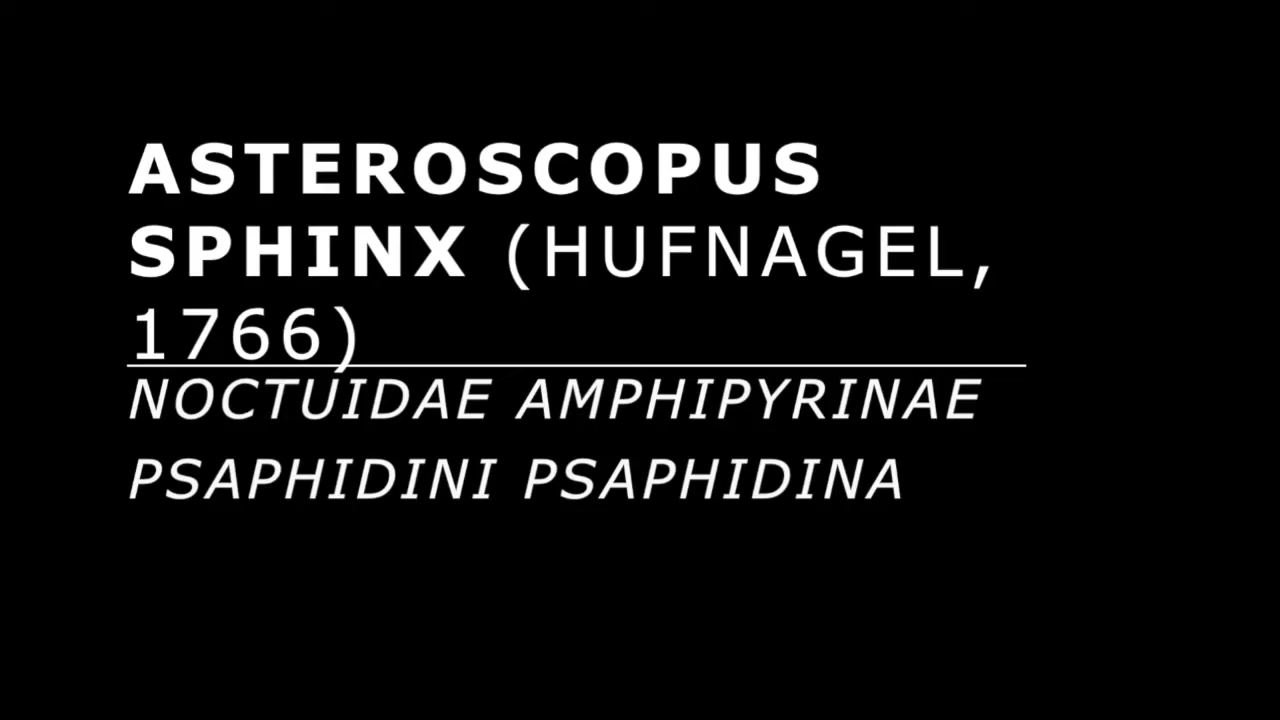 ASTEROSCOPUS
SPHINX (HUFNAGEL,
1766)
NOCTUIDAE AMPHIPYRINAE
PSAPHIDINI PSAPHIDINA